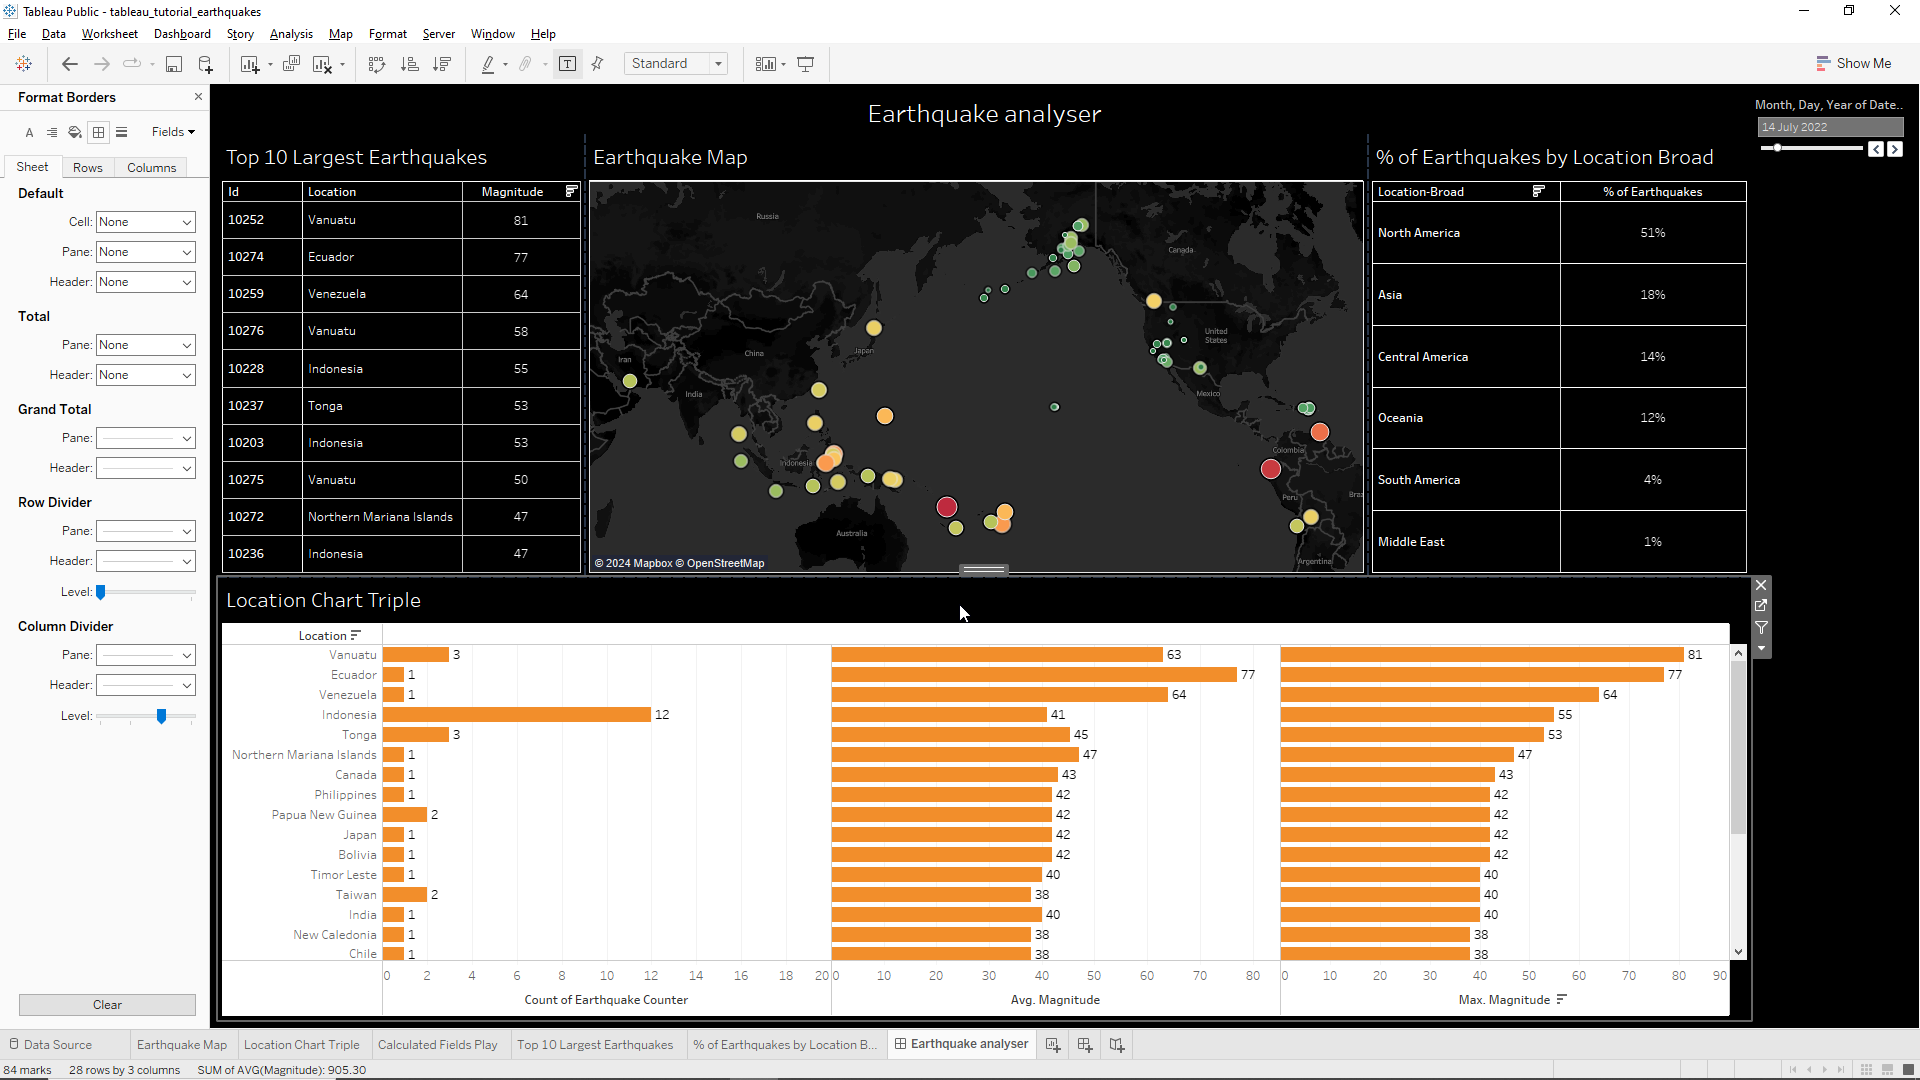 Tableau Public - tableau_tutorial_earthquakes
File Data Worksheet Dashboard Story Analysis Map Format Server Window Help
Standard
Show Me
Format Borders
A Fields
Sheet Rows Columns
Default
Cell: None
Pane: None
Header: None
Total
Pane: None
Header: None
Grand Total
Pane:
Header:
Row Divider
Pane:
Header:
Level:
Column Divider
Pane:
Header:
Level:
Clear
Earthquake analyser
Month, Day, Year of Date..
14 July 2022
Top 10 Largest Earthquakes
Id Location Magnitude
10252 Vanuatu 81
10274 Ecuador 77
10259 Venezuela 64
10276 Vanuatu 58
10228 Indonesia 55
10237 Tonga 53
10203 Indonesia 53
10275 Vanuatu 50
10272 Northern Mariana Islands 47
10236 Indonesia 47
Earthquake Map
Russia
Canada
United
States
Japan
China
Iran
India
Mexico
Colombia
Indonesia
Peru
Braz
Australia
Argentina
© 2024 Mapbox © OpenStreetMap
% of Earthquakes by Location Broad
Location-Broad % of Earthquakes
North America 51%
Asia 18%
Central America 14%
Oceania 12%
South America 4%
Middle East 1%
Location Chart Triple
Location
Vanuatu 3 63 81
Ecuador 1 77 77
Venezuela 1 64 64
Indonesia 12 41 55
Tonga 3 45 53
Northern Mariana Islands 1 47 47
Canada 1 43 43
Philippines 1 42 42
Papua New Guinea 2 42 42
Japan 1 42 42
Bolivia 1 42 42
Timor Leste 1 40 40
Taiwan 2 38 40
India 1 40 40
New Caledonia 1 38 38
Chile 1 38 38
0 2 4 6 8 10 12 14 16 18 20 0 10 20 30 40 50 60 70 80 0 10 20 30 40 50 60 70 80 90
Count of Earthquake Counter Avg. Magnitude Max. Magnitude
Data Source Earthquake Map Location Chart Triple Calculated Fields Play Top 10 Largest Earthquakes % of Earthquakes by Location B... Earthquake analyser
84 marks 28 rows by 3 columns SUM of AVG(Magnitude): 905.30